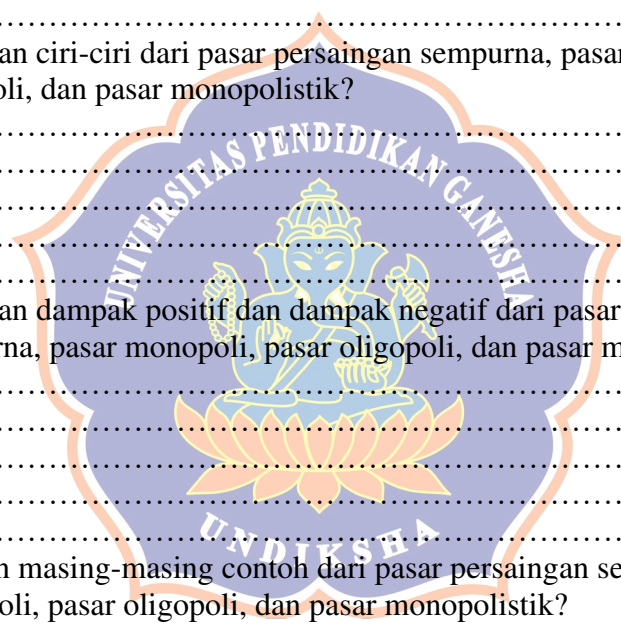 ................................................................
an ciri-ciri dari pasar persaingan sempurna, pasar
oli, dan pasar monopolistik?
................................................................
................................................................
................................................................
................................................................
................................................................
an dampak positif dan dampak negatif dari pasar
rna, pasar monopoli, pasar oligopoli, dan pasar m
................................................................
................................................................
................................................................
................................................................
................................................................
n masing-masing contoh dari pasar persaingan se
oli, pasar oligopoli, dan pasar monopolistik?
UNIVERSITAS PENDIDIKAN GANESHA
UNDIKSHA